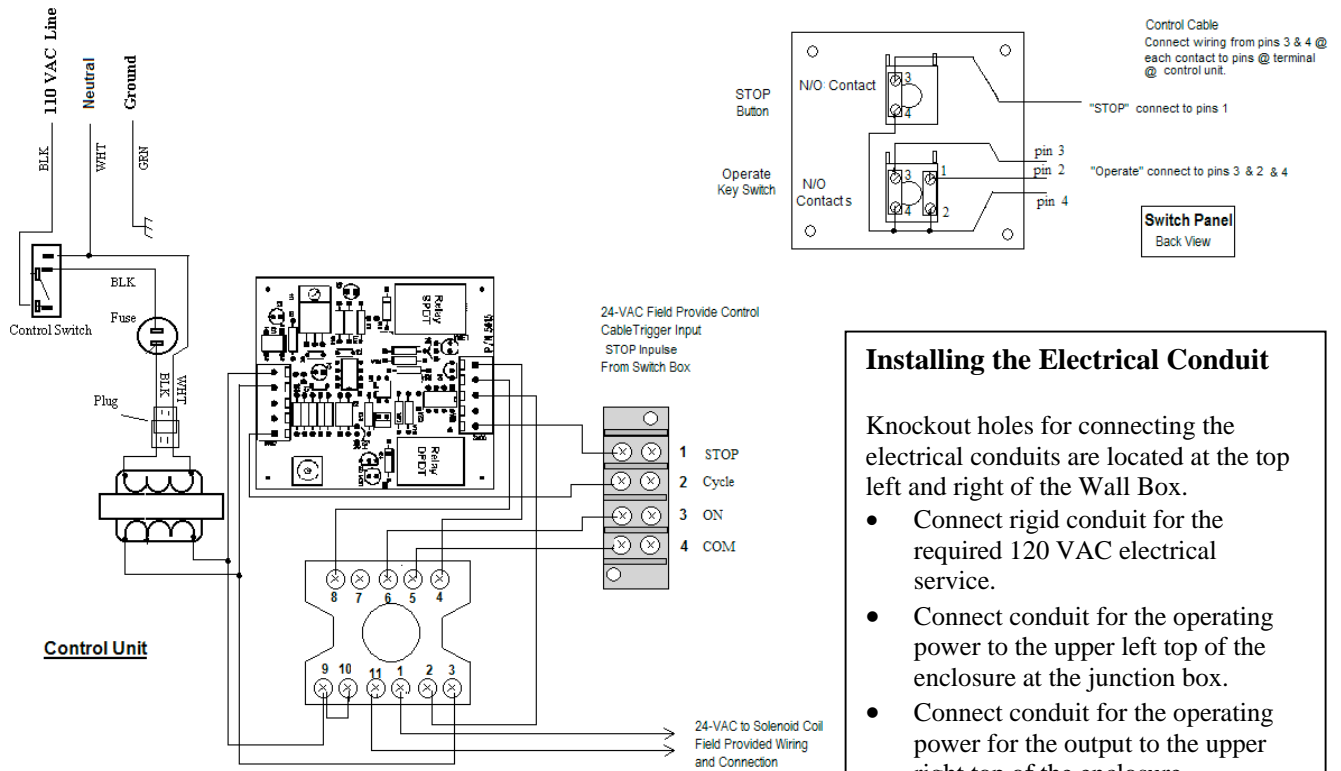 110 VAC Line
Neutral
Ground
BLK
WHT
GRN
BLK
Control Switch
Fuse
WHT
BLK
Plug
Control Unit
Relay
SPDT
P/N 5015
Relay
DPDT
8 7 6 5 4
9 10 11 1 2 3
24-VAC Field Provide Control
CableTrigger Input
STOP Inpulse
From Switch Box
1 STOP
2 Cycle
3 ON
4 COM
24-VAC to Solenoid Coil
Field Provided Wiring
and Connection
STOP
Button
N/O Contact
3
4
Operate
Key Switch
N/O
Contacts
3 1
4 2
pin 3
pin 2
pin 4
Control Cable
Connect wiring from pins 3 & 4 @
each contact to pins @ terminal
@ control unit.
"STOP" connect to pins 1
"Operate" connect to pins 3 & 2 & 4
Switch Panel
Back View
Installing the Electrical Conduit
Knockout holes for connecting the
electrical conduits are located at the top
left and right of the Wall Box.
• Connect rigid conduit for the
required 120 VAC electrical
service.
• Connect conduit for the operating
power to the upper left top of the
enclosure at the junction box.
• Connect conduit for the operating
power for the output to the upper
right top of the enclosure